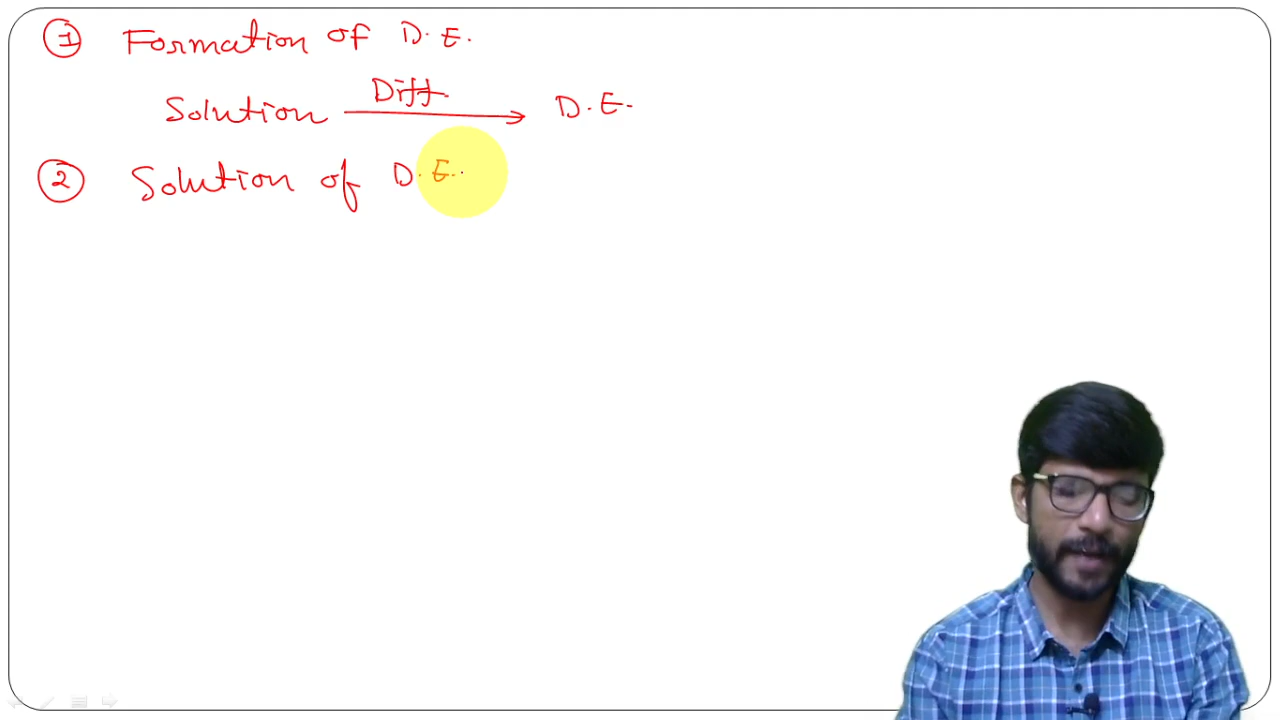 ① Formation of D.E.
Diff.
Solution ⟶ D.E.
② Solution of D.E.